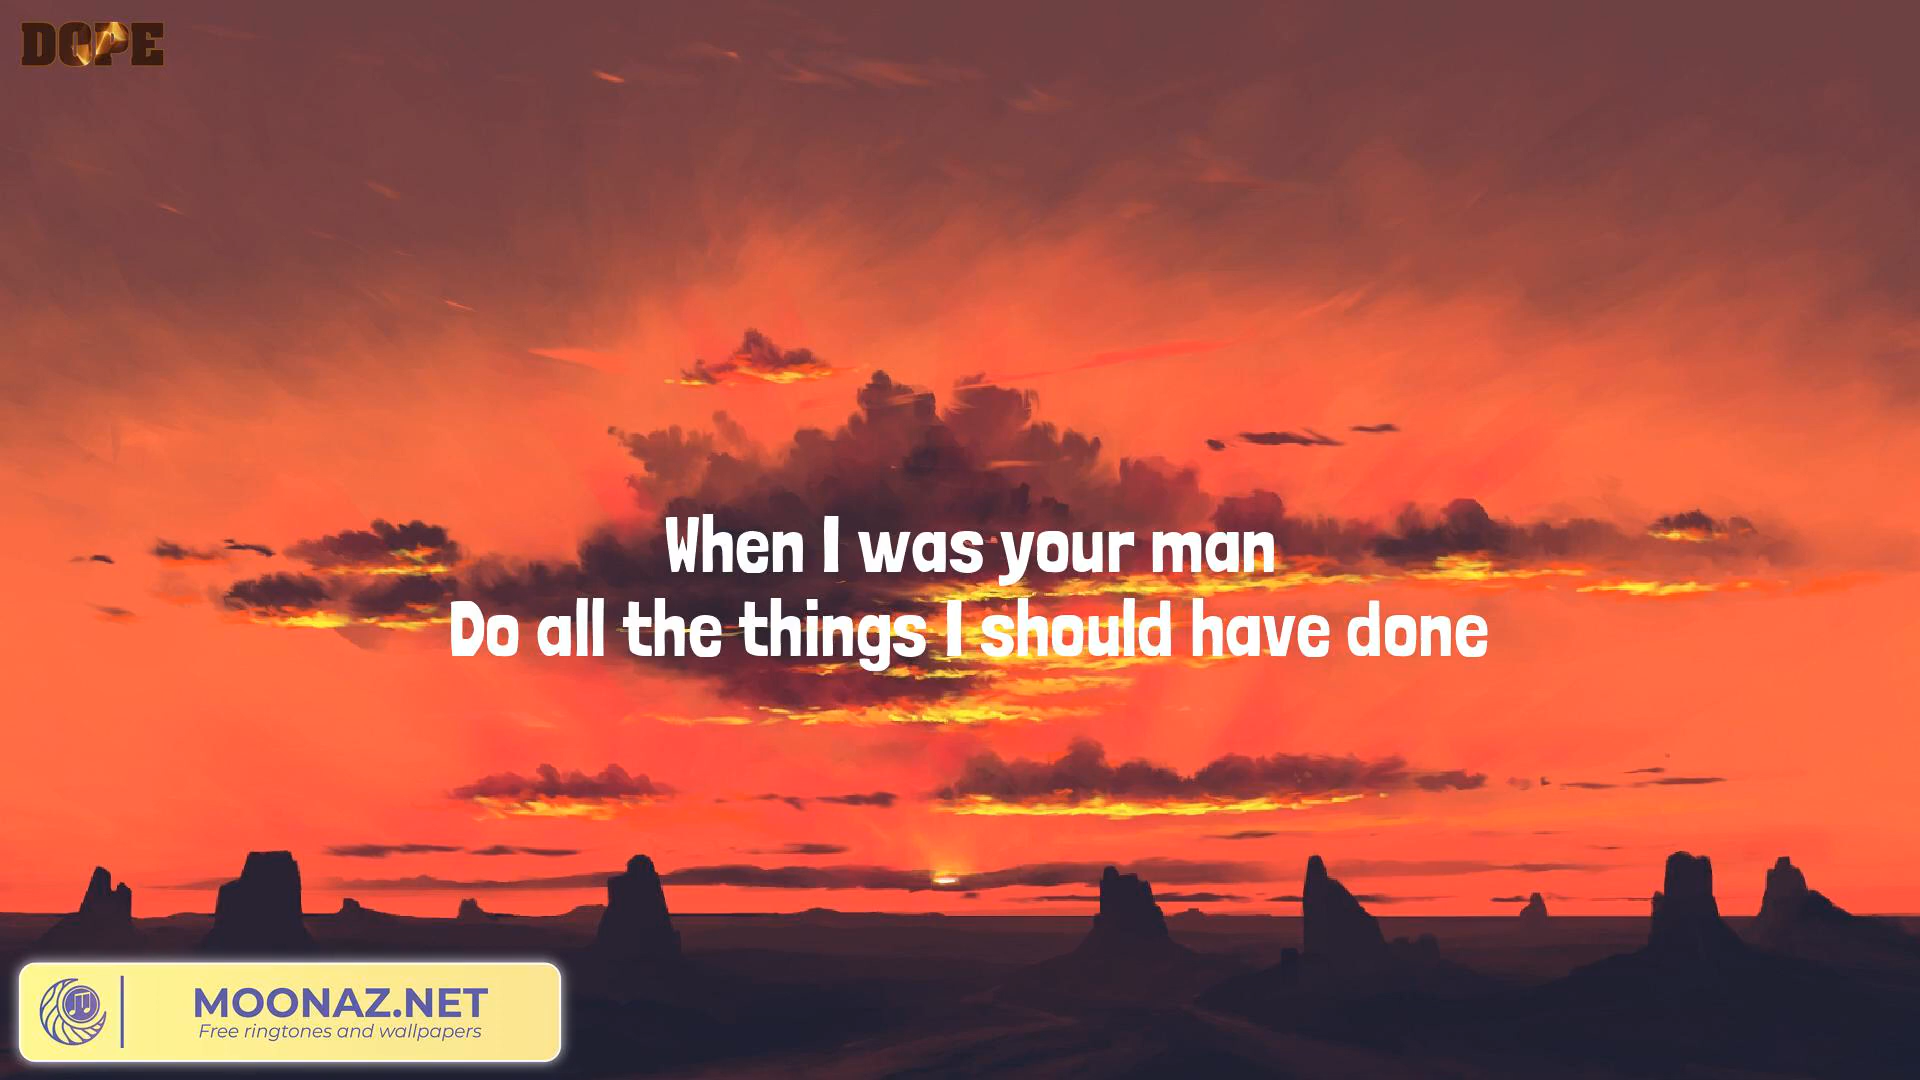 DOPE
When I was your man
Do all the things I should have done
MOONAZ.NET
Free ringtones and wallpapers